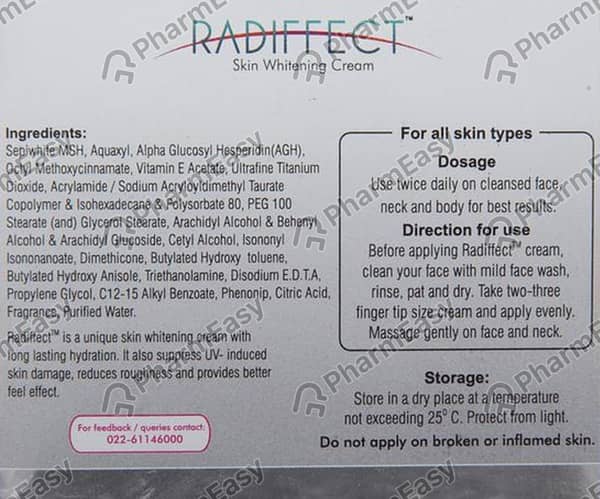 RADIFFECT™
Skin Whitening Cream
Ingredients:
Sepiwhite MSH, Aquaxyl, Alpha Glucosyl Hesperidin(AGH),
Octyl Methoxycinnamate, Vitamin E Acetate, Ultrafine Titanium
Dioxide, Acrylamide / Sodium Acryloyldimethyl Taurate
Copolymer & Isohexadecane & Polysorbate 80, PEG 100
Stearate (and) Glycerol Stearate, Arachidyl Alcohol & Behenyl
Alcohol & Arachidyl Glucoside, Cetyl Alcohol, Isononyl
Isononanoate, Dimethicone, Butylated Hydroxy toluene,
Butylated Hydroxy Anisole, Triethanolamine, Disodium E.D.T.A,
Propylene Glycol, C12-15 Alkyl Benzoate, Phenonip, Citric Acid,
Fragrance, Purified Water.
Radiffect™ is a unique skin whitening cream with
long lasting hydration. It also suppress UV- induced
skin damage, reduces roughness and provides better
feel effect.
For feedback / queries contact:
022-61146000
For all skin types
Dosage
Use twice daily on cleansed face,
neck and body for best results.
Direction for use
Before applying Radiffect™ cream,
clean your face with mild face wash,
rinse, pat and dry. Take two-three
finger tip size cream and apply evenly.
Massage gently on face and neck.
Storage:
Store in a dry place at a temperature
not exceeding 25° C. Protect from light.
Do not apply on broken or inflamed skin.
PharmEasy
PharmEasy
PharmEasy
PharmEasy
PharmEasy
PharmEasy
PharmEasy
PharmEasy